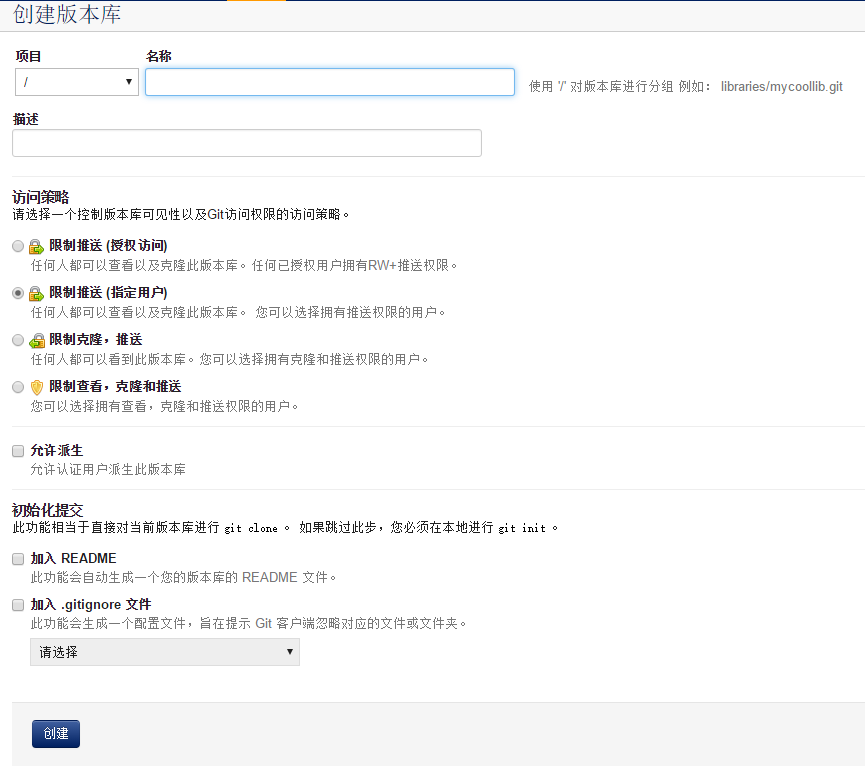 创建版本库
项目 名称
/ 使用 '/' 对版本库进行分组 例如： libraries/mycoollib.git
描述
访问策略
请选择一个控制版本库可见性以及Git访问权限的访问策略。
限制推送 (授权访问)
任何人都可以查看以及克隆此版本库。任何已授权用户拥有RW+推送权限。
限制推送 (指定用户)
任何人都可以查看以及克隆此版本库。 您可以选择拥有推送权限的用户。
限制克隆，推送
任何人都可以看到此版本库。您可以选择拥有克隆和推送权限的用户。
限制查看，克隆和推送
您可以选择拥有查看，克隆和推送权限的用户。
允许派生
允许认证用户派生此版本库
初始化提交
此功能相当于直接对当前版本库进行 git clone 。 如果跳过此步，您必须在本地进行 git init 。
加入 README
此功能会自动生成一个您的版本库的 README 文件。
加入 .gitignore 文件
此功能会生成一个配置文件，旨在提示 Git 客户端忽略对应的文件或文件夹。
请选择
创建